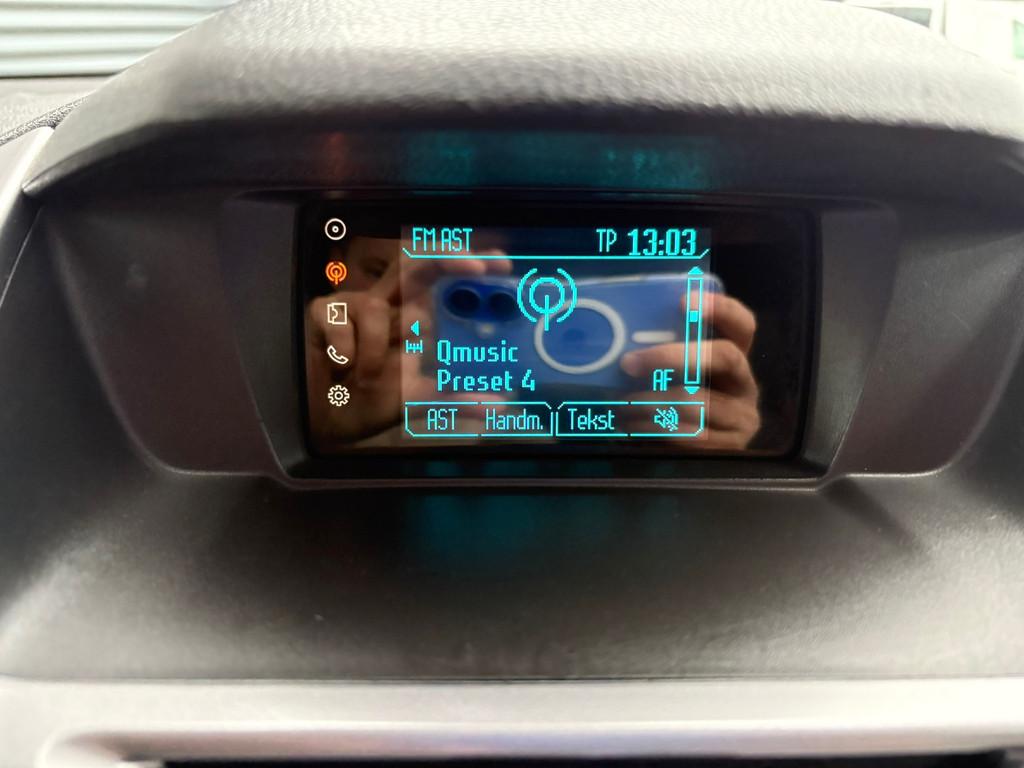 FM AST TP 13:03
Qmusic
Preset 4 AF
AST Handm. Tekst